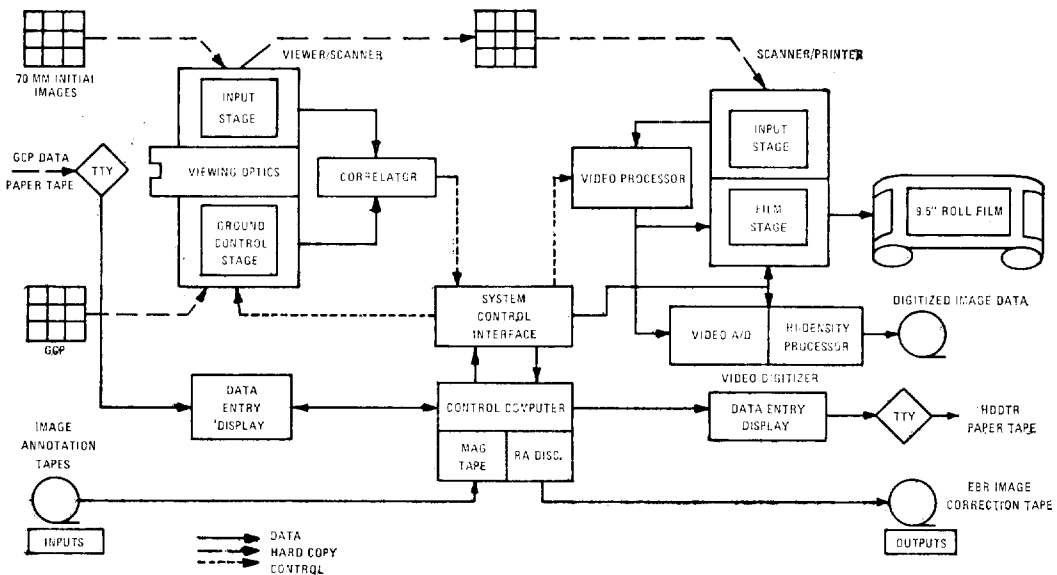 VIEWER/SCANNER
SCANNER/PRINTER
70 MM INITIAL
IMAGES
INPUT
STAGE
INPUT
STAGE
GCP DATA
PAPER TAPE
TTY
VIEWING OPTICS
CORRELATOR
VIDEO PROCESSOR
GROUND
CONTROL
STAGE
FILM
STAGE
9.5" ROLL FILM
GCP
SYSTEM
CONTROL
INTERFACE
VIDEO A/D
HI-DENSITY
PROCESSOR
DIGITIZED IMAGE DATA
VIDEO DIGITIZER
DATA
ENTRY
DISPLAY
CONTROL COMPUTER
DATA ENTRY
DISPLAY
TTY
HDDTR
PAPER TAPE
IMAGE
ANNOTATION
TAPES
MAG
TAPE
RA DISC.
EBR IMAGE
CORRECTION TAPE
INPUTS
OUTPUTS
DATA
HARD COPY
CONTROL